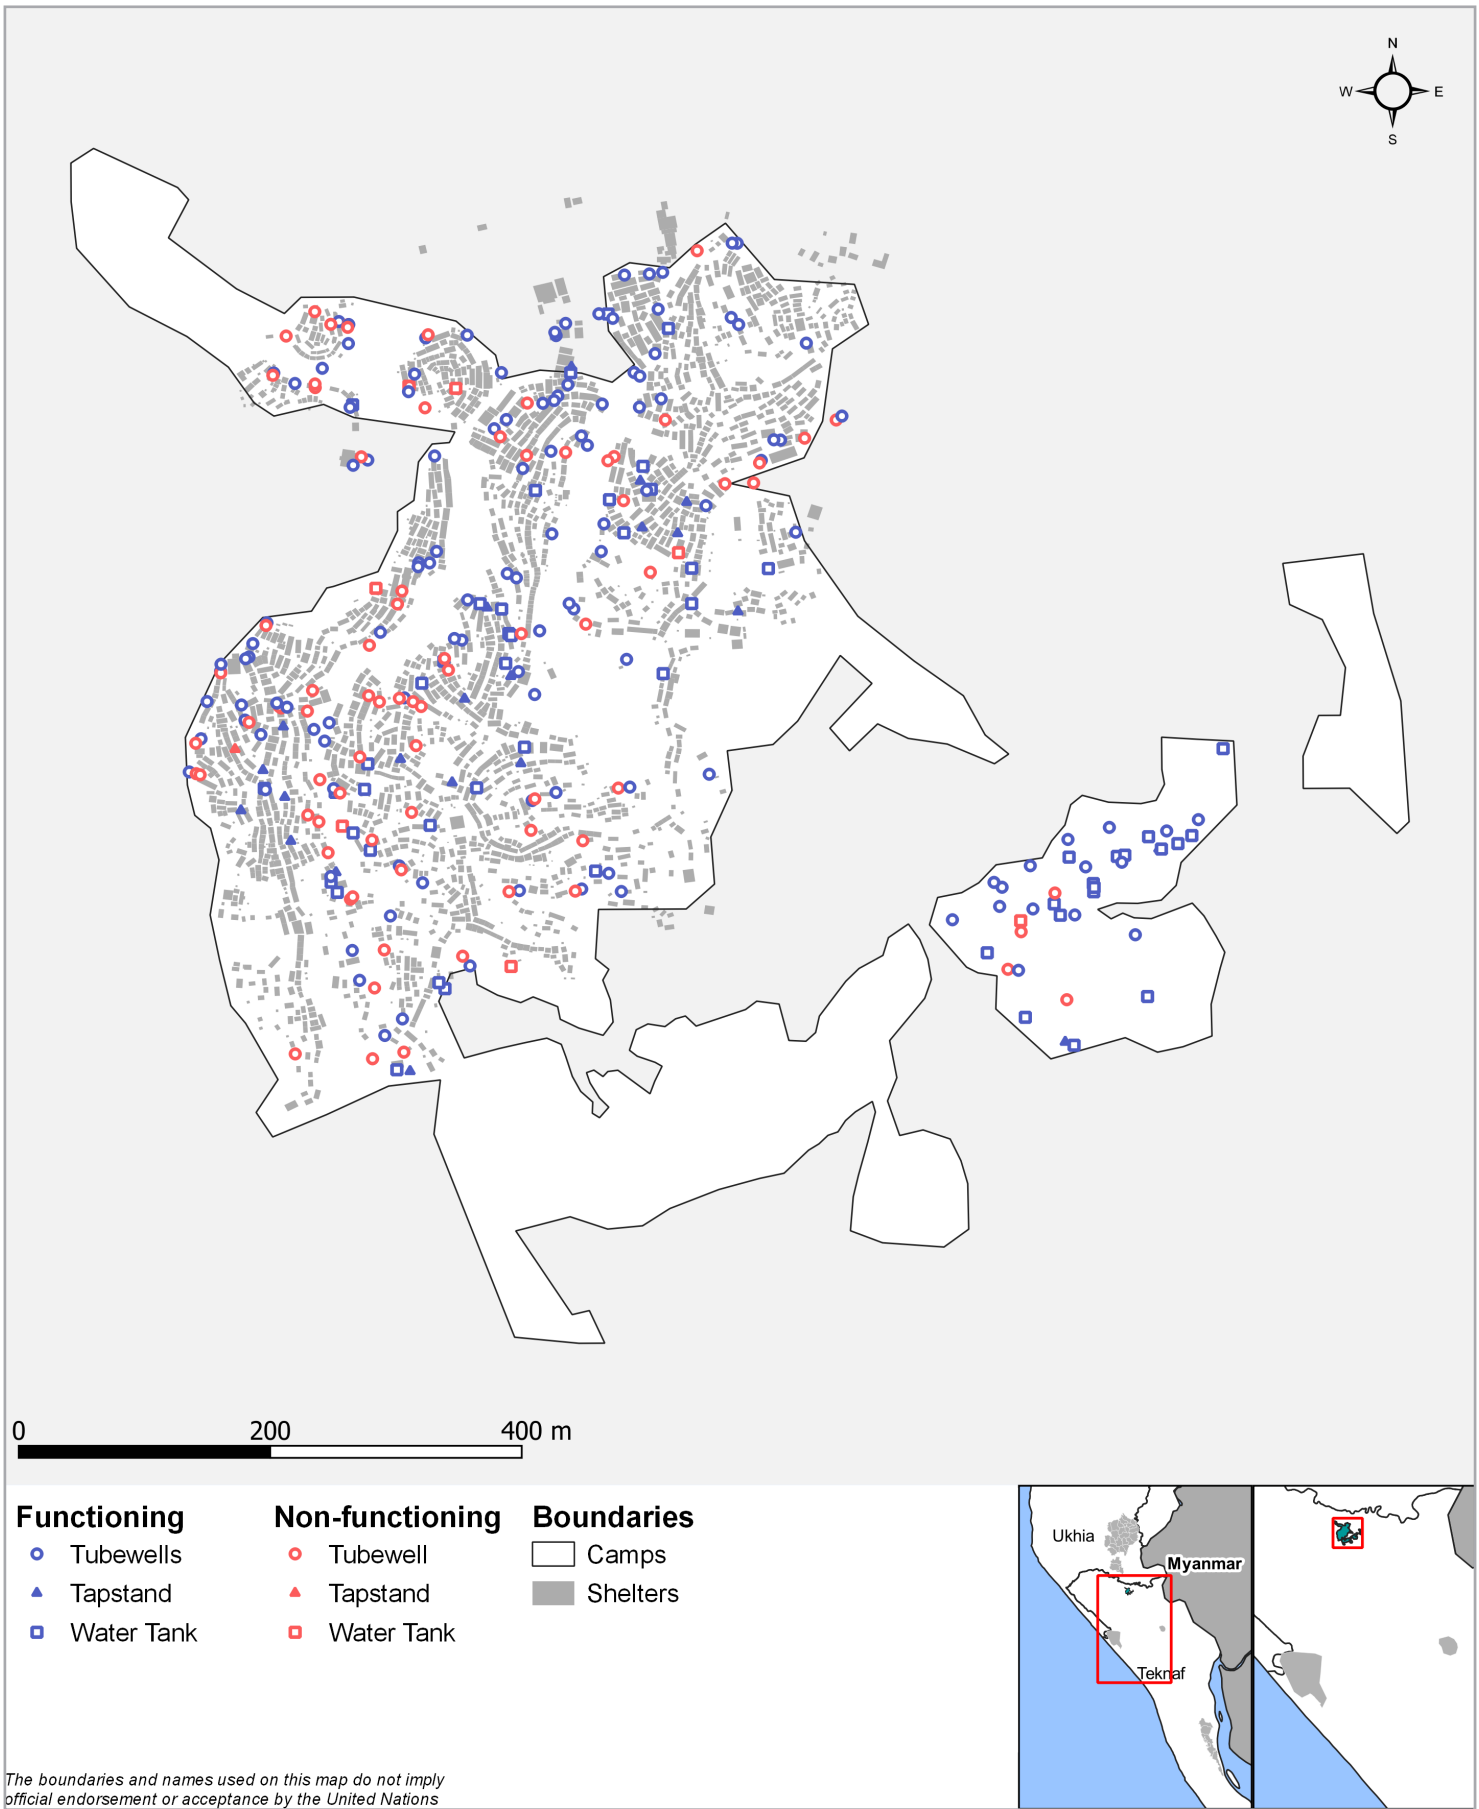 N
W E
S
0 200 400 m
Functioning
Tubewells
Tapstand
Water Tank
Non-functioning
Tubewell
Tapstand
Water Tank
Boundaries
Camps
Shelters
Ukhia
Myanmar
Teknaf
The boundaries and names used on this map do not imply
official endorsement or acceptance by the United Nations